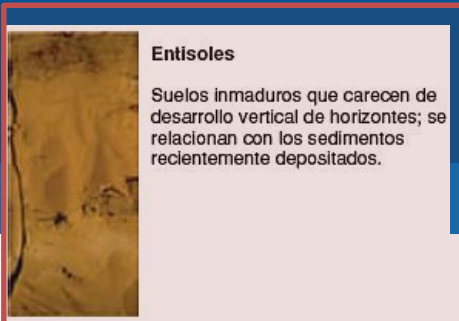 Entisoles
Suelos inmaduros que carecen de
desarrollo vertical de horizontes; se
relacionan con los sedimentos
recientemente depositados.